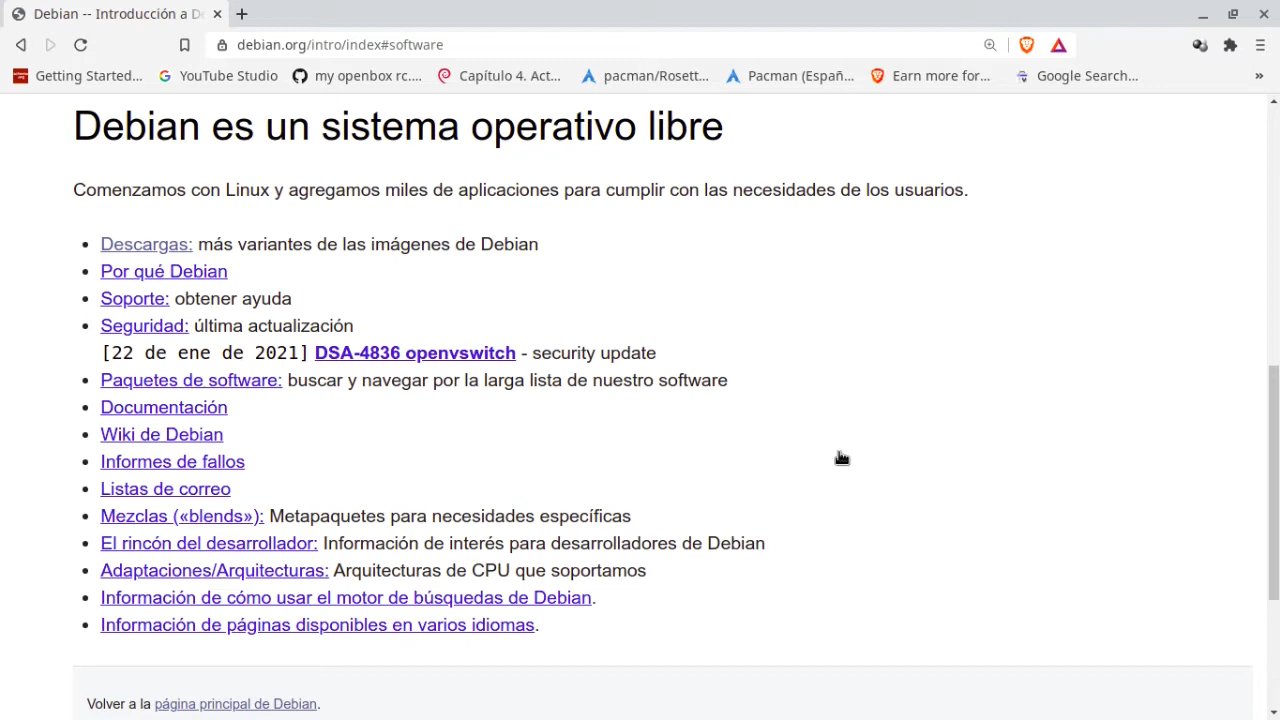 Debian -- Introducción a De
debian.org/intro/index#software
Getting Started... YouTube Studio my openbox rc.... Capítulo 4. Act... pacman/Rosett... Pacman (Españ... Earn more for... Google Search... »
Debian es un sistema operativo libre
Comenzamos con Linux y agregamos miles de aplicaciones para cumplir con las necesidades de los usuarios.
• Descargas: más variantes de las imágenes de Debian
• Por qué Debian
• Soporte: obtener ayuda
• Seguridad: última actualización
[22 de ene de 2021] DSA-4836 openvswitch - security update
• Paquetes de software: buscar y navegar por la larga lista de nuestro software
• Documentación
• Wiki de Debian
• Informes de fallos
• Listas de correo
• Mezclas («blends»): Metapaquetes para necesidades específicas
• El rincón del desarrollador: Información de interés para desarrolladores de Debian
• Adaptaciones/Arquitecturas: Arquitecturas de CPU que soportamos
• Información de cómo usar el motor de búsquedas de Debian.
• Información de páginas disponibles en varios idiomas.
Volver a la página principal de Debian.